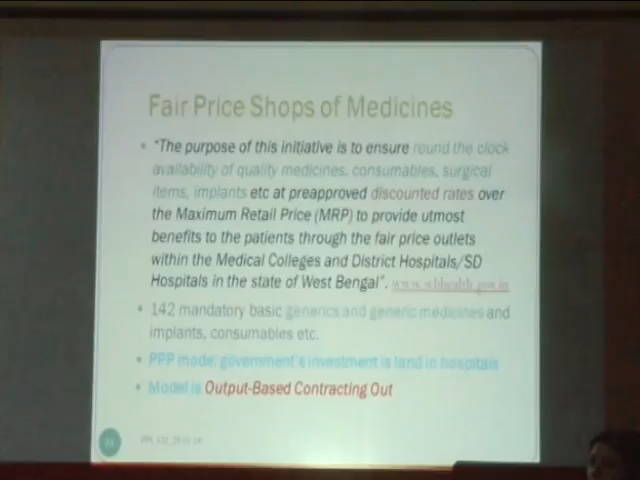 Fair Price Shops of Medicines
• "The purpose of this initiative is to ensure round the clock
availability of quality medicines, consumables, surgical
items, implants etc at preapproved discounted rates over
the Maximum Retail Price (MRP) to provide utmost
benefits to the patients through the fair price outlets
within the Medical Colleges and District Hospitals/SD
Hospitals in the state of West Bengal". www.wbhealth.gov.in
• 142 mandatory basic generics and generic medicines and
implants, consumables etc.
• PPP mode, government's investment is land in hospitals
• Model is Output-Based Contracting Out